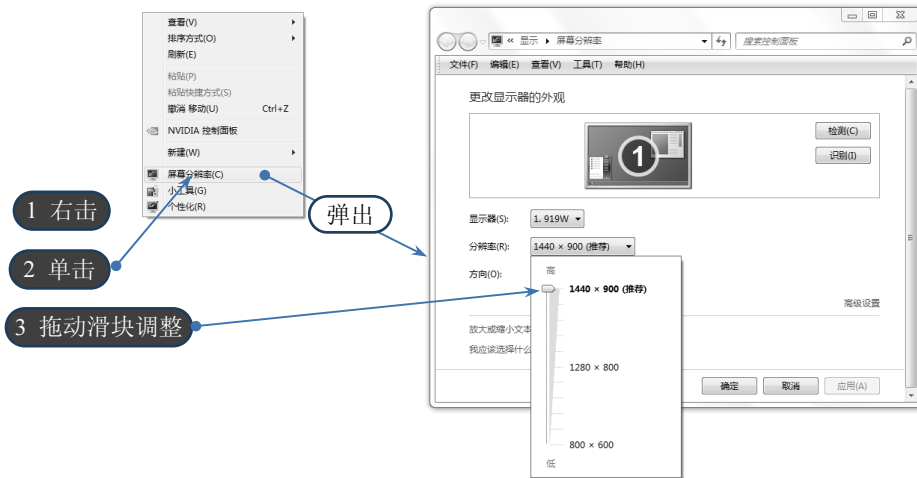 查看(V)
排序方式(O)
刷新(E)
粘贴(P)
粘贴快捷方式(S)
撤消 移动(U) Ctrl+Z
NVIDIA 控制面板
新建(W)
屏幕分辨率(C)
小工具(G)
个性化(R)
1 右击
2 单击
3 拖动滑块调整
弹出
« 显示 ▸ 屏幕分辨率
搜索控制面板
文件(F) 编辑(E) 查看(V) 工具(T) 帮助(H)
更改显示器的外观
1
检测(C)
识别(I)
显示器(S): 1. 919W
分辨率(R): 1440 × 900 (推荐)
方向(O):
高
1440 × 900 (推荐)
高级设置
放大或缩小文本
我应该选择什么
1280 × 800
确定 取消 应用(A)
800 × 600
低